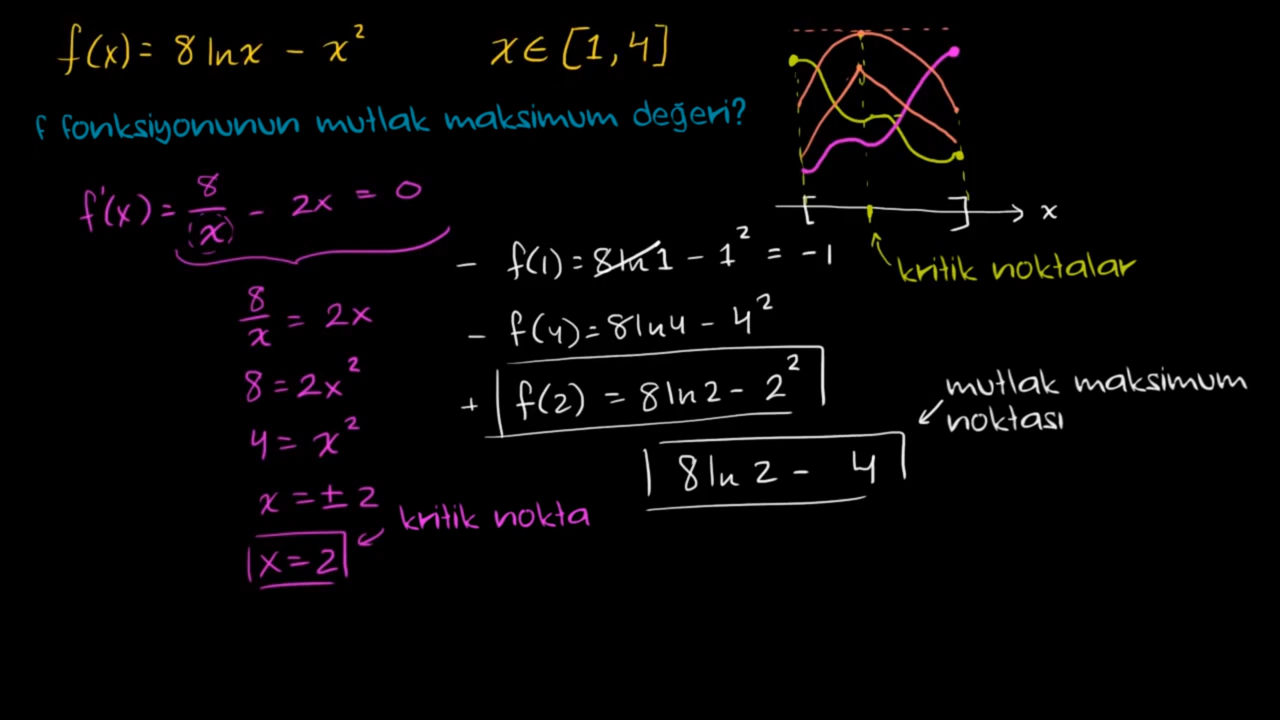 f(x) = 8 ln x - x² x ∈ [1, 4]
f fonksiyonunun mutlak maksimum değeri?
f'(x) = 8/x - 2x = 0
8/x = 2x
8 = 2x²
4 = x²
x = ± 2
x = 2
kritik nokta
- f(1) = 8 ln 1 - 1² = -1
- f(4) = 8 ln 4 - 4²
+ f(2) = 8 ln 2 - 2²
8 ln 2 - 4
mutlak maksimum
noktası
x
kritik noktalar